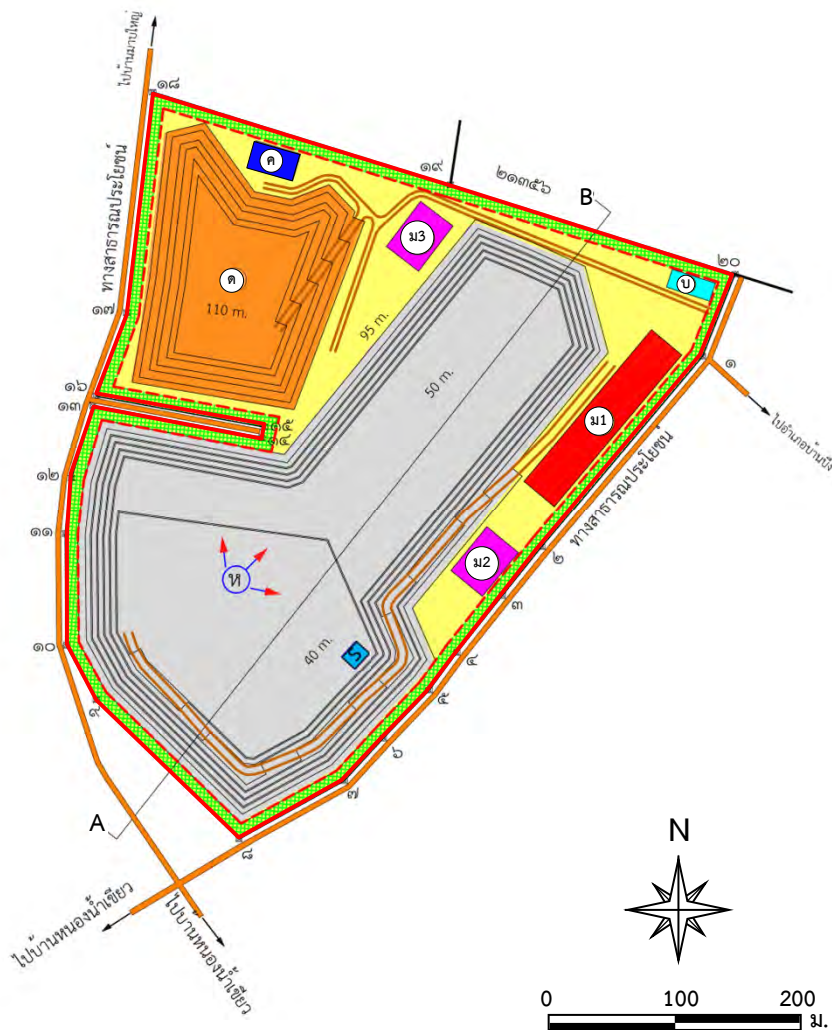 ไปบ้านมาบใหญ่
๑๘
ทางสาธารณประโยชน์
๑๙
๒๑๓๕๖
B
๒๐
ค
ม3
บ
ด
110 m.
95 m.
50 m.
๑๗
๑
ไปอำเภอบ้านบึง
๑๖
๑๓
๑๕
๑๔
ม1
ทางสาธารณประโยชน์
๑๒
๑๑
๒
ม2
ห
๓
๑๐
40 m.
S
๔
๕
๙
๖
๗
A
๘
N
ไปบ้านหนองน้ำเขียว
ไปบ้านหนองน้ำเขียว
0 100 200
ม.